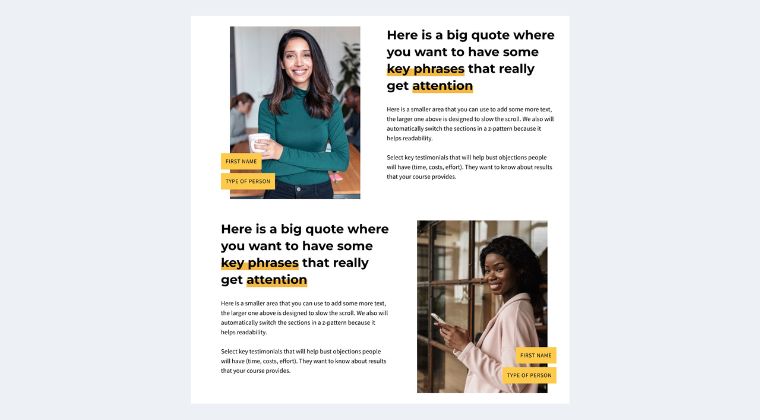 Here is a big quote where
you want to have some
key phrases that really
get attention
Here is a smaller area that you can use to add some more text,
the larger one above is designed to slow the scroll. We also will
automatically switch the sections in a z-pattern because it
helps readability.
Select key testimonials that will help bust objections people
will have (time, costs, effort). They want to know about results
that your course provides.
FIRST NAME
TYPE OF PERSON
Here is a big quote where
you want to have some
key phrases that really
get attention
Here is a smaller area that you can use to add some more text,
the larger one above is designed to slow the scroll. We also will
automatically switch the sections in a z-pattern because it
helps readability.
Select key testimonials that will help bust objections people
will have (time, costs, effort). They want to know about results
that your course provides.
FIRST NAME
TYPE OF PERSON